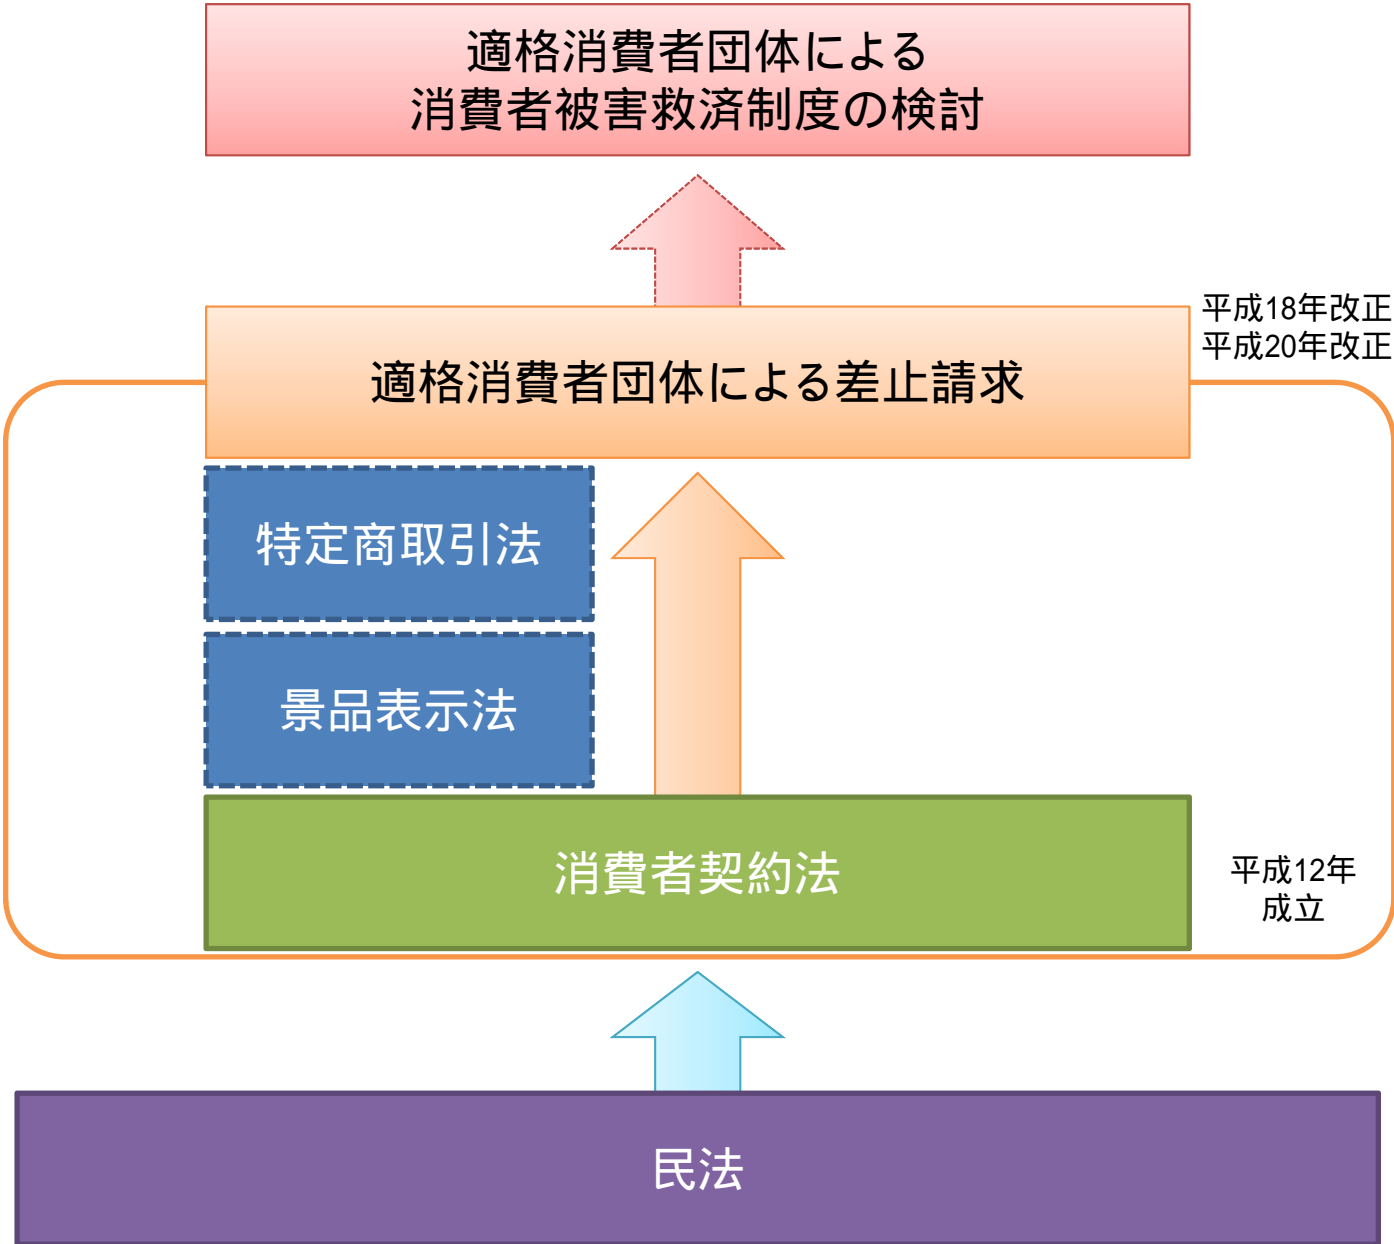 適格消費者団体による
消費者被害救済制度の検討
平成18年改正
平成20年改正
適格消費者団体による差止請求
特定商取引法
景品表示法
消費者契約法
平成12年
成立
民法